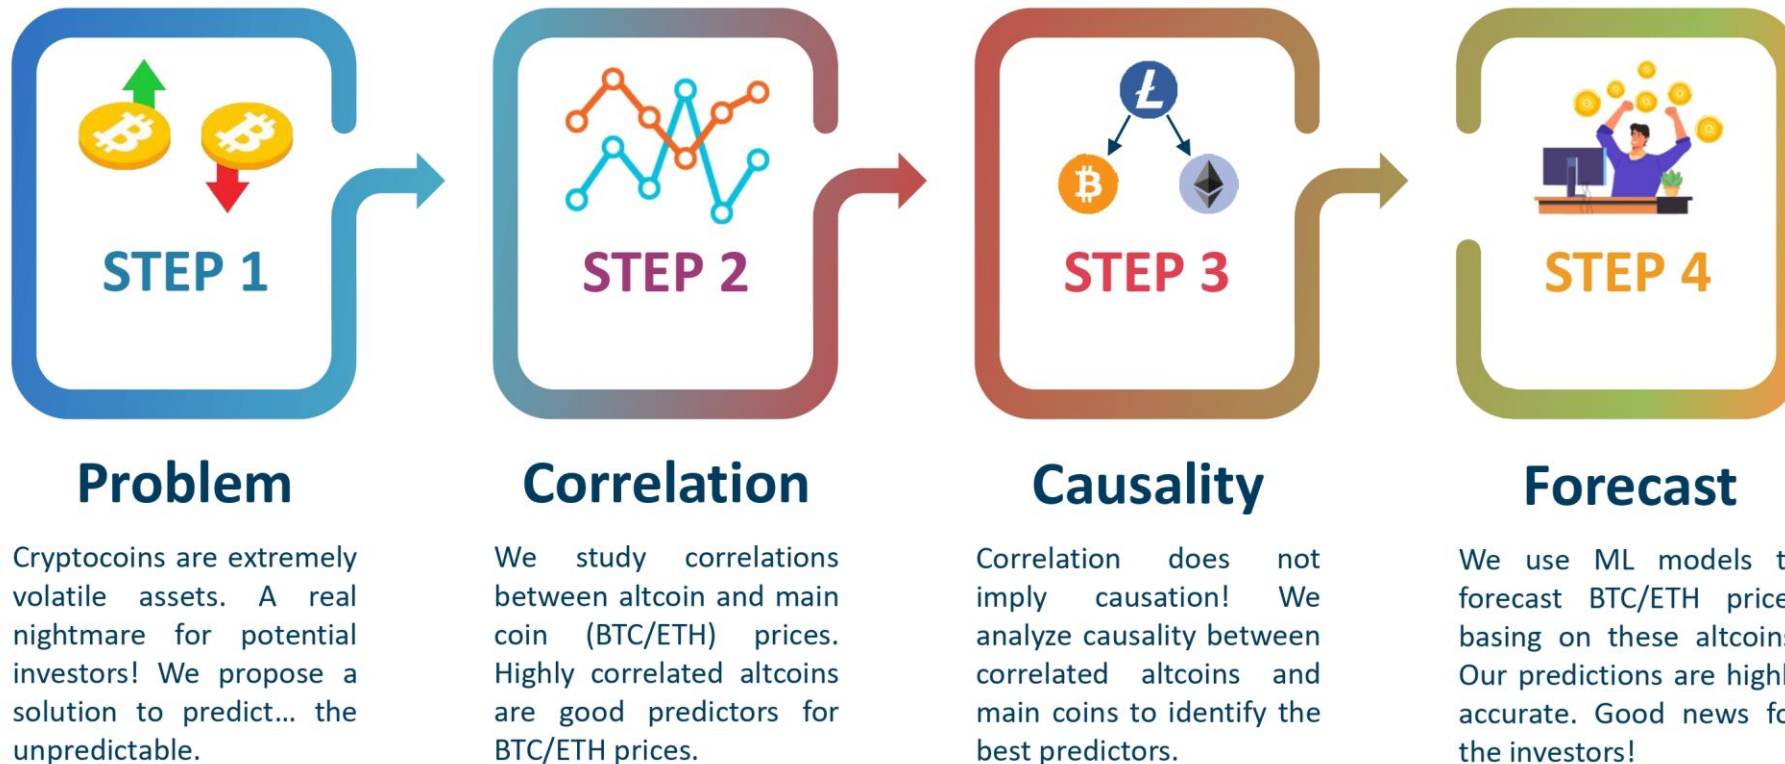 STEP 1
STEP 2
STEP 3
STEP 4
Problem
Cryptocoins are extremely
volatile assets. A real
nightmare for potential
investors! We propose a
solution to predict... the
unpredictable.
Correlation
We study correlations
between altcoin and main
coin (BTC/ETH) prices.
Highly correlated altcoins
are good predictors for
BTC/ETH prices.
Causality
Correlation does not
imply causation! We
analyze causality between
correlated altcoins and
main coins to identify the
best predictors.
Forecast
We use ML models
forecast BTC/ETH
basing on these
Our predictions are
accurate. Good news
the investors!